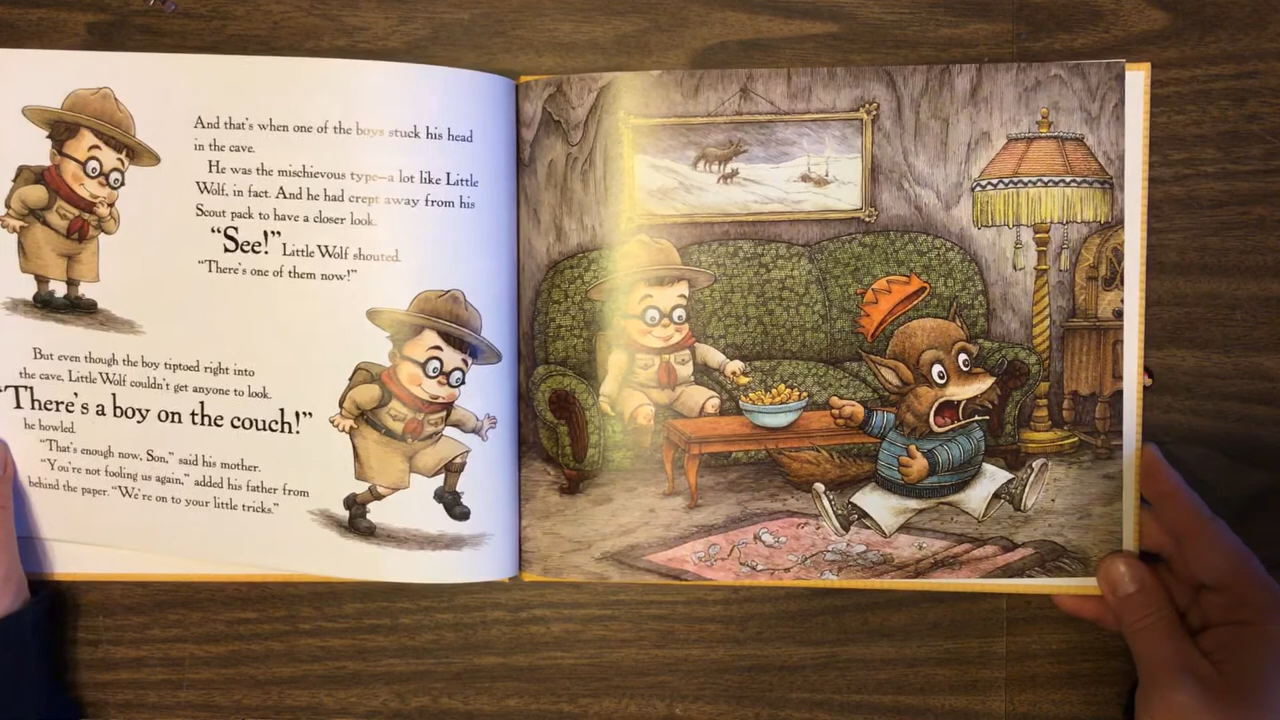 And that's when one of the boys stuck his head
in the cave.
He was the mischievous type—a lot like Little
Wolf, in fact. And he had crept away from his
Scout pack to have a closer look.
"See!" Little Wolf shouted.
"There's one of them now!"
But even though the boy tiptoed right into
the cave, Little Wolf couldn't get anyone to look.
"There's a boy on the couch!"
he howled.
"That's enough now, Son," said his mother.
"You're not fooling us again," added his father from
behind the paper. "We're on to your little tricks."